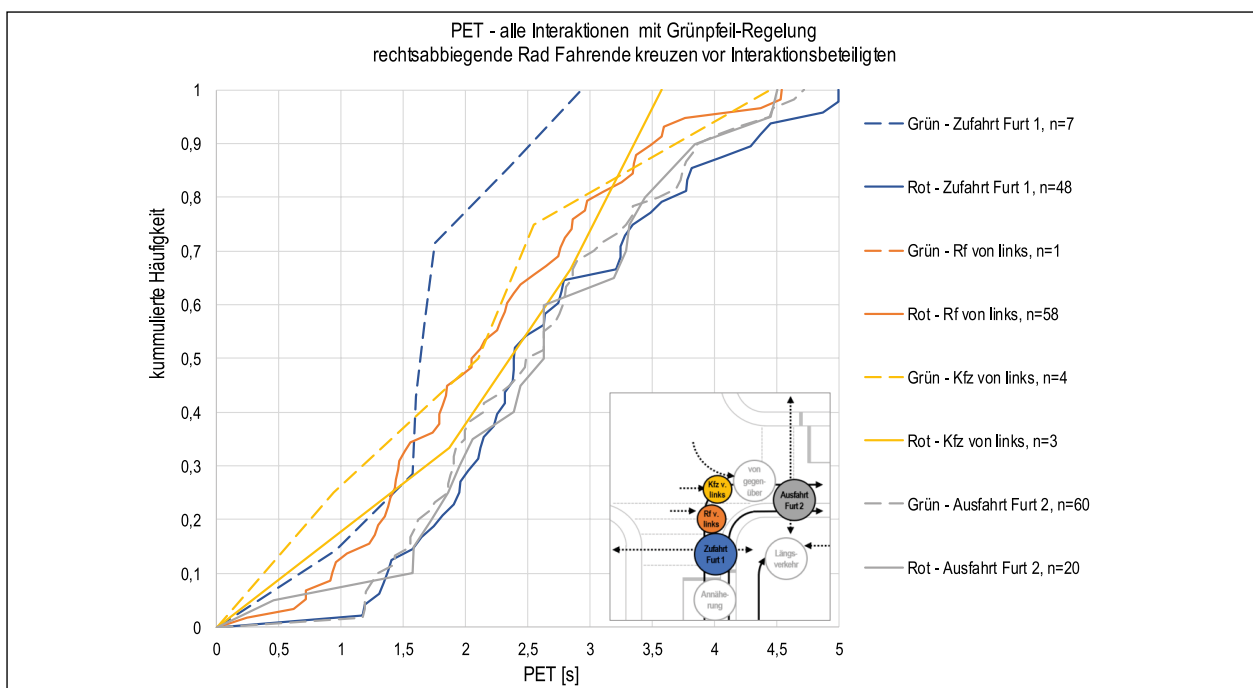 PET - alle Interaktionen mit Grünpfeil-Regelung
rechtsabbiegende Rad Fahrende kreuzen vor Interaktionsbeteiligten
kummulierte Häufigkeit
1
0,9
0,8
0,7
0,6
0,5
0,4
0,3
0,2
0,1
0
0 0,5 1 1,5 2 2,5 3 3,5 4 4,5 5
PET [s]
Grün - Zufahrt Furt 1, n=7
Rot - Zufahrt Furt 1, n=48
Grün - Rf von links, n=1
Rot - Rf von links, n=58
Grün - Kfz von links, n=4
Rot - Kfz von links, n=3
Grün - Ausfahrt Furt 2, n=60
Rot - Ausfahrt Furt 2, n=20
von
gegen-
über
Kfz v.
links
Ausfahrt
Furt 2
Rf v.
links
Zufahrt
Furt 1
Längs-
verkehr
Annähe-
rung